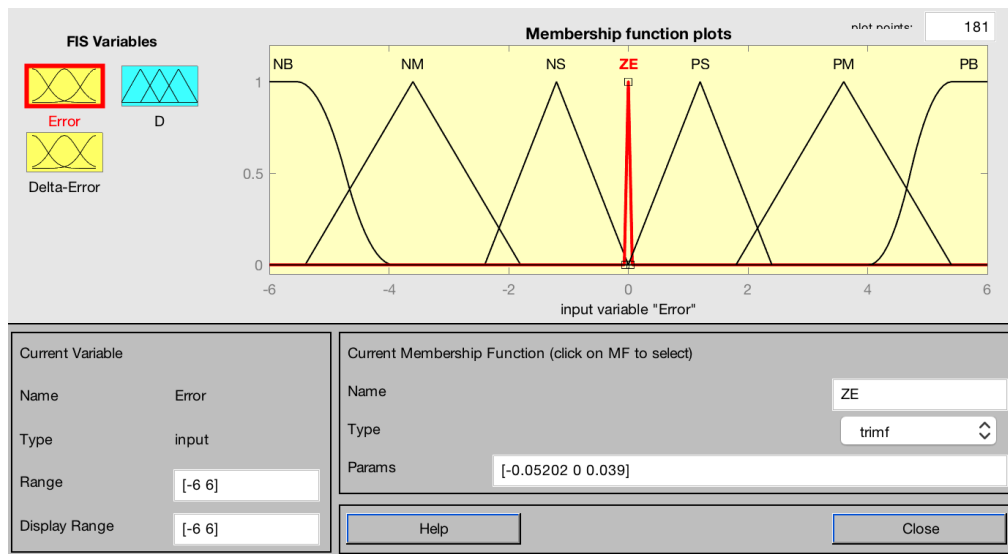 FIS Variables
Membership function plots
plot points:
181
Error
D
Delta-Error
NB
NM
NS
ZE
PS
PM
PB
1
0.5
0
-6
-4
-2
0
2
4
6
input variable "Error"
Current Variable
Name
Error
Type
input
Range
[-6 6]
Display Range
[-6 6]
Current Membership Function (click on MF to select)
Name
ZE
Type
trimf
Params
[-0.05202 0 0.039]
Help
Close